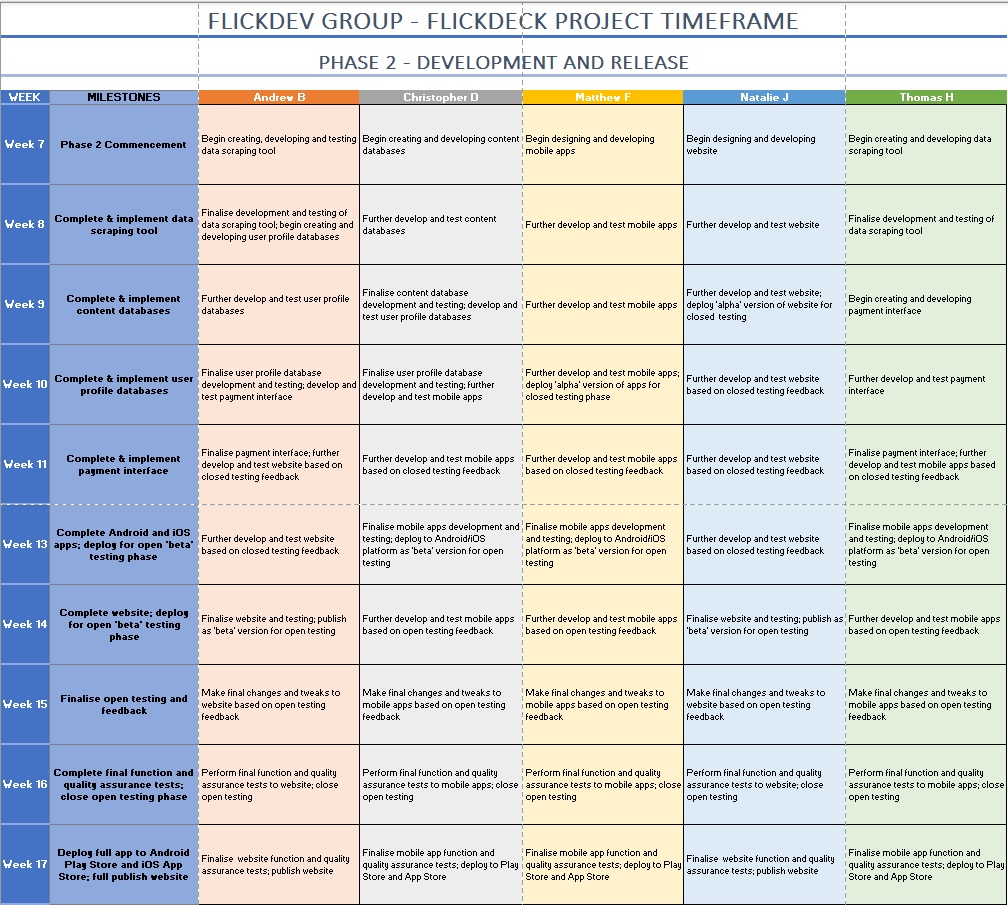 FLICKDEV GROUP - FLICKDECK PROJECT TIMEFRAME
PHASE 2 - DEVELOPMENT AND RELEASE
WEEK MILESTONES Andrew B Christopher D Matthew F Natalie J Thomas H
Week 7
Phase 2 Commencement
Begin creating, developing and testing
data scraping tool
Begin creating and developing content
databases
Begin designing and developing
mobile apps
Begin designing and developing
website
Begin creating and developing data
scraping tool
Week 8
Complete & implement data
scraping tool
Finalise development and testing of
data scraping tool; begin creating and
developing user profile databases
Further develop and test content
databases
Further develop and test mobile apps
Further develop and test website
Finalise development and testing of
data scraping tool
Week 9
Complete & implement
content databases
Further develop and test user profile
databases
Finalise content database
development and testing; develop and
test user profile databases
Further develop and test mobile apps
Further develop and test website;
deploy 'alpha' version of website for
closed testing
Begin creating and developing
payment interface
Week 10
Complete & implement user
profile databases
Finalise user profile database
development and testing; develop and
test payment interface
Finalise user profile database
development and testing; further
develop and test mobile apps
Further develop and test mobile apps;
deploy 'alpha' version of apps for
closed testing phase
Further develop and test website
based on closed testing feedback
Further develop and test payment
interface
Week 11
Complete & implement
payment interface
Finalise payment interface; further
develop and test website based on
closed testing feedback
Further develop and test mobile apps
based on closed testing feedback
Further develop and test mobile apps
based on closed testing feedback
Further develop and test website
based on closed testing feedback
Finalise payment interface; further
develop and test mobile apps based
on closed testing feedback
Week 13
Complete Android and iOS
apps; deploy for open 'beta'
testing phase
Further develop and test website
based on closed testing feedback
Finalise mobile apps development and
testing; deploy to Android/iOS
platform as 'beta' version for open
testing
Finalise mobile apps development
and testing; deploy to Android/iOS
platform as 'beta' version for open
testing
Further develop and test website
based on closed testing feedback
Finalise mobile apps development
and testing; deploy to Android/iOS
platform as 'beta' version for open
testing
Week 14
Complete website; deploy
for open 'beta' testing
phase
Finalise website and testing; publish
as 'beta' version for open testing
Further develop and test mobile apps
based on open testing feedback
Further develop and test mobile apps
based on open testing feedback
Finalise website and testing; publish as
'beta' version for open testing
Further develop and test mobile apps
based on open testing feedback
Week 15
Finalise open testing and
feedback
Make final changes and tweaks to
website based on open testing
feedback
Make final changes and tweaks to
mobile apps based on open testing
feedback
Make final changes and tweaks to
mobile apps based on open testing
feedback
Make final changes and tweaks to
website based on open testing
feedback
Make final changes and tweaks to
mobile apps based on open testing
feedback
Week 16
Complete final function and
quality assurance tests;
close open testing phase
Perform final function and quality
assurance tests to website; close
open testing
Perform final function and quality
assurance tests to mobile apps; close
open testing
Perform final function and quality
assurance tests to mobile apps; close
open testing
Perform final function and quality
assurance tests to website; close
open testing
Perform final function and quality
assurance tests to mobile apps; close
open testing
Week 17
Deploy full app to Android
Play Store and iOS App
Store; full publish website
Finalise website function and quality
assurance tests; publish website
Finalise mobile app function and
quality assurance tests; deploy to Play
Store and App Store
Finalise mobile app function and
quality assurance tests; deploy to Play
Store and App Store
Finalise website function and quality
assurance tests; publish website
Finalise mobile app function and
quality assurance tests; deploy to Play
Store and App Store